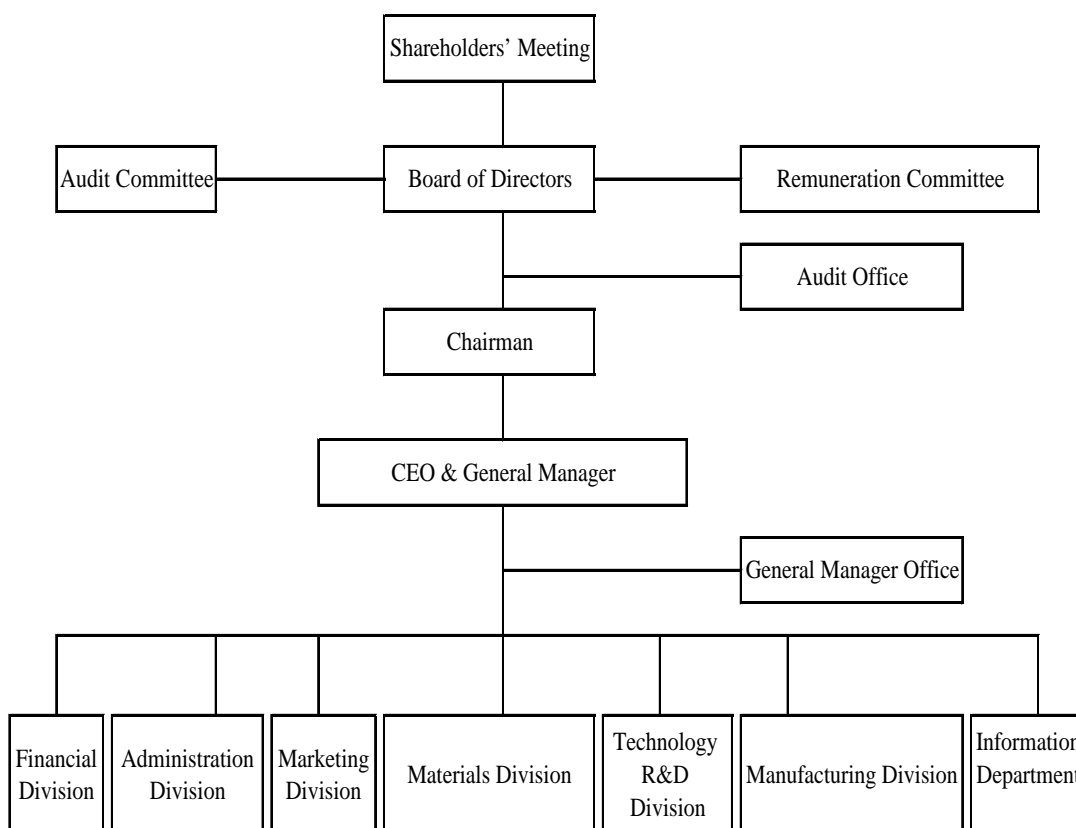 Shareholders’ Meeting
Audit Committee
Board of Directors
Remuneration Committee
Audit Office
Chairman
CEO & General Manager
General Manager Office
Financial
Division
Administration
Division
Marketing
Division
Materials Division
Technology
R&D
Division
Manufacturing Division
Information
Department